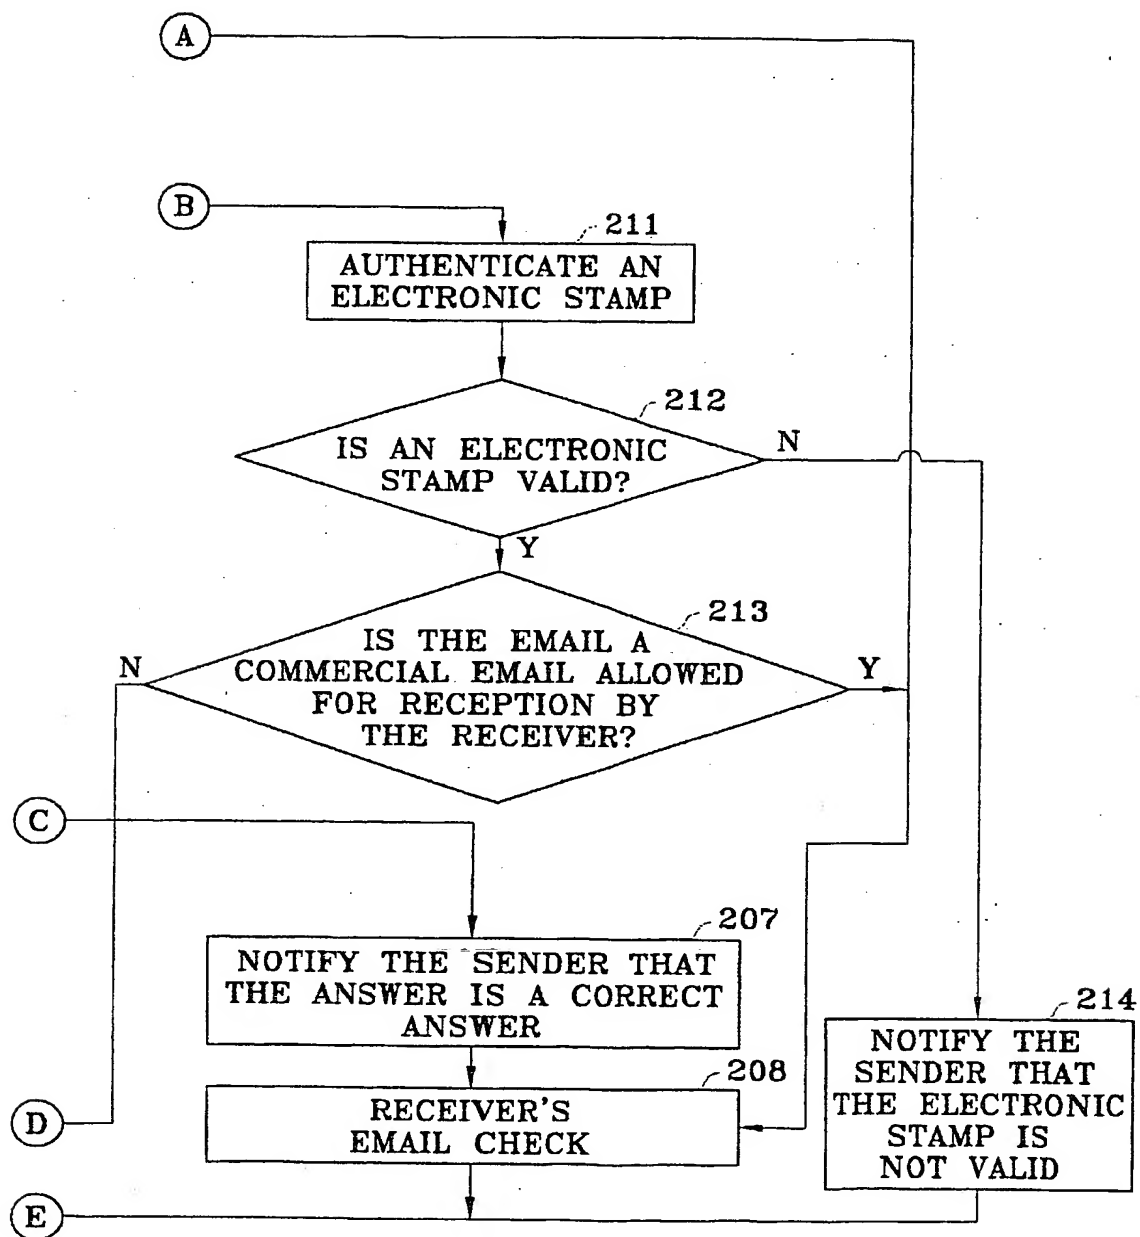 A
B
211
AUTHENTICATE AN
ELECTRONIC STAMP
212
IS AN ELECTRONIC
STAMP VALID?
N
Y
213
IS THE EMAIL A
COMMERCIAL EMAIL ALLOWED
FOR RECEPTION BY
THE RECEIVER?
N
Y
C
207
NOTIFY THE SENDER THAT
THE ANSWER IS A CORRECT
ANSWER
214
NOTIFY THE
SENDER THAT
THE ELECTRONIC
STAMP IS
NOT VALID
208
RECEIVER'S
EMAIL CHECK
D
E